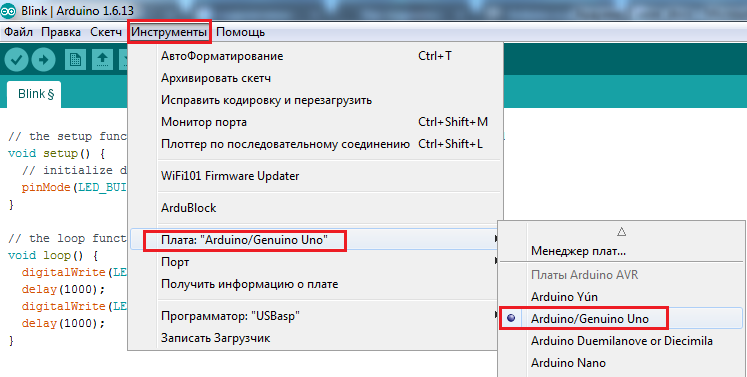 Blink | Arduino 1.6.13
Файл Правка Скетч Инструменты Помощь
Blink §
АвтоФорматирование Ctrl+T
Архивировать скетч
Исправить кодировку и перезагрузить
Монитор порта Ctrl+Shift+M
Плоттер по последовательному соединению Ctrl+Shift+L
WiFi101 Firmware Updater
ArduBlock
Плата: "Arduino/Genuino Uno"
Порт
Получить информацию о плате
Программатор: "USBasp"
Записать Загрузчик
// the setup func
void setup() {
// initialize d
pinMode(LED_BUI
}
// the loop funct
void loop() {
digitalWrite(LE
delay(1000);
digitalWrite(LE
delay(1000);
}
Менеджер плат...
Платы Arduino AVR
Arduino Yún
Arduino/Genuino Uno
Arduino Duemilanove or Diecimila
Arduino Nano